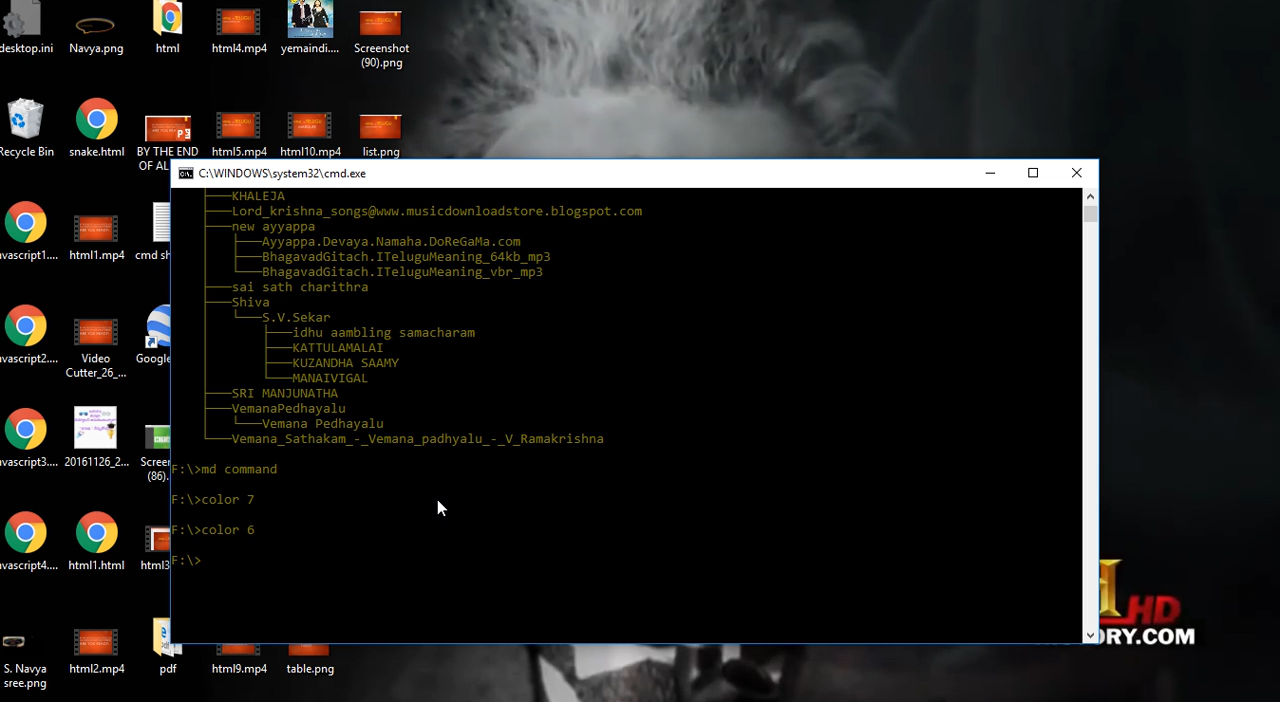 desktop.ini
Navya.png
html
html4.mp4
yemaindi....
Screenshot
(90).png
Recycle Bin
snake.html
BY THE END
OF AL
html5.mp4
html10.mp4
list.png
C:\WINDOWS\system32\cmd.exe
KHALEJA
Lord_krishna_songs@www.musicdownloadstore.blogspot.com
new ayyappa
Ayyappa.Devaya.Namaha.DoReGaMa.com
BhagavadGitach.ITeluguMeaning_64kb_mp3
BhagavadGitach.ITeluguMeaning_vbr_mp3
sai sath charithra
Shiva
S.V.Sekar
idhu aambling samacharam
KATTULAMALAI
KUZANDHA SAAMY
MANAIVIGAL
SRI MANJUNATHA
VemanaPedhayalu
Vemana Pedhayalu
Vemana_Sathakam_-_Vemana_padhyalu_-_V_Ramakrishna
F:\>md command
F:\>color 7
F:\>color 6
F:\>
avascript1....
html1.mp4
cmd sh
avascript2....
Video
Cutter_26_...
Google
avascript3....
20161126_2...
Screen
(86).
avascript4....
html1.html
html3
HD
ORY.COM
S. Navya
sree.png
html2.mp4
pdf
html9.mp4
table.png